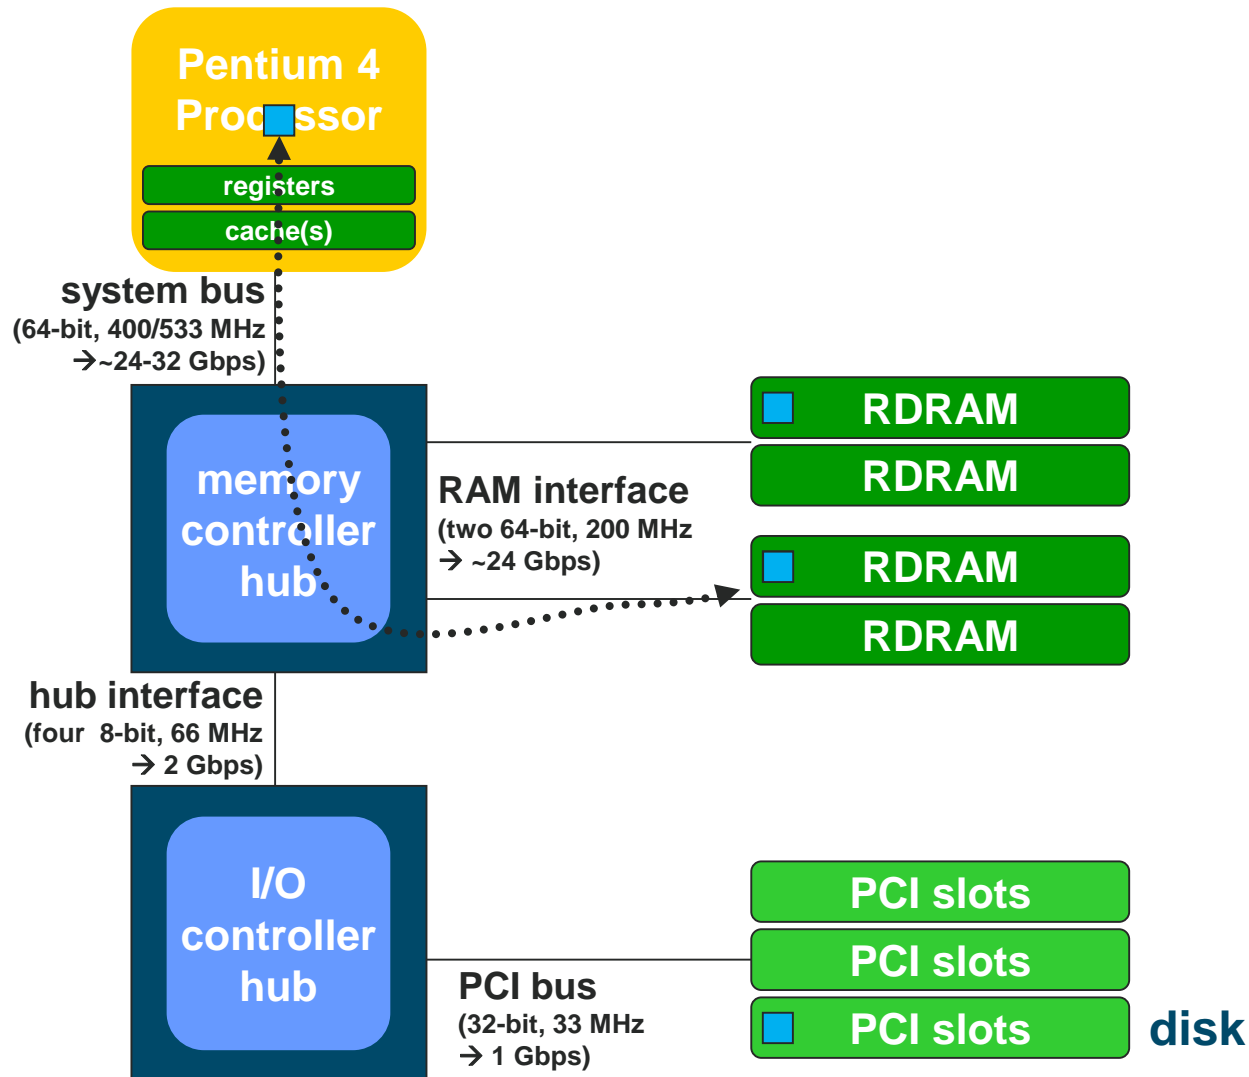 Pentium 4
Processor
registers
cache(s)
system bus
(64-bit, 400/533 MHz
→~24-32 Gbps)
memory
controller
hub
RAM interface
(two 64-bit, 200 MHz
→ ~24 Gbps)
RDRAM
RDRAM
RDRAM
RDRAM
hub interface
(four 8-bit, 66 MHz
→ 2 Gbps)
I/O
controller
hub
PCI bus
(32-bit, 33 MHz
→ 1 Gbps)
PCI slots
PCI slots
PCI slots
disk